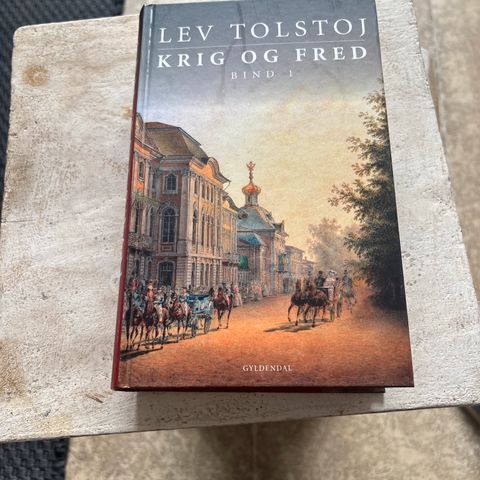 LEV TOLSTOJ
KRIG OG FRED
BIND 1
GYLDENDAL